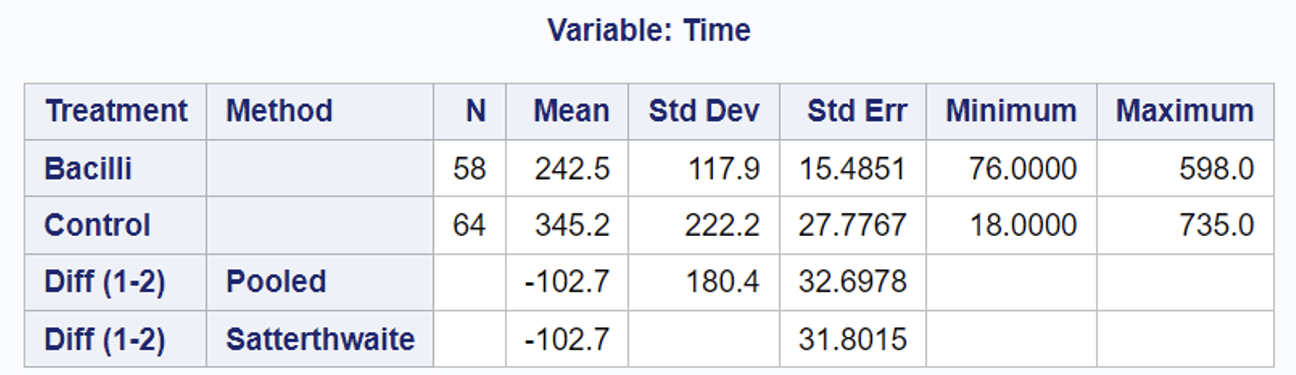 Variable: Time
Treatment Method N Mean Std Dev Std Err Minimum Maximum
Bacilli 58 242.5 117.9 15.4851 76.0000 598.0
Control 64 345.2 222.2 27.7767 18.0000 735.0
Diff (1-2) Pooled -102.7 180.4 32.6978
Diff (1-2) Satterthwaite -102.7 31.8015